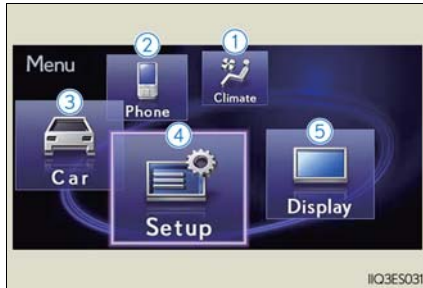 Menu
1
Climate
2
Phone
3
Car
4
Setup
5
Display
IIQ3ES031